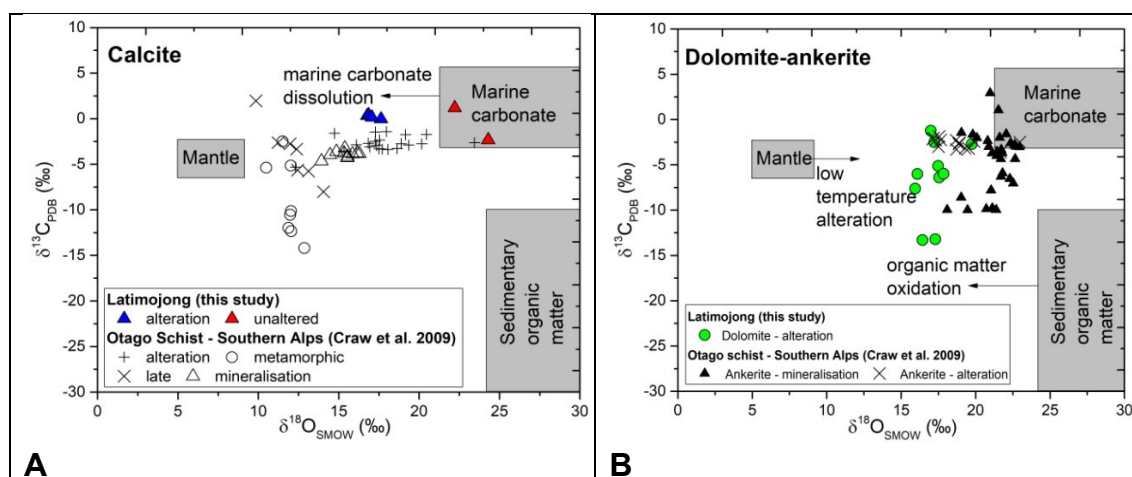 Calcite
10
5
0
-5
-10
-15
-20
-25
-30
δ¹³C_PDB (‰)
marine carbonate
dissolution
Marine
carbonate
Mantle
Sedimentary
organic
matter
Latimojong (this study)
alteration unaltered
Otago Schist - Southern Alps (Craw et al. 2009)
alteration metamorphic
late mineralisation
0 5 10 15 20 25 30
δ¹⁸O_SMOW (‰)
A
Dolomite-ankerite
10
5
0
-5
-10
-15
-20
-25
-30
δ¹³C_PDB (‰)
Marine
carbonate
Mantle
low
temperature
alteration
organic matter
oxidation
Sedimentary
organic
matter
Latimojong (this study)
Dolomite - alteration
Otago schist - Southern Alps (Craw et al. 2009)
Ankerite - mineralisation Ankerite - alteration
0 5 10 15 20 25 30
δ¹⁸O_SMOW (‰)
B